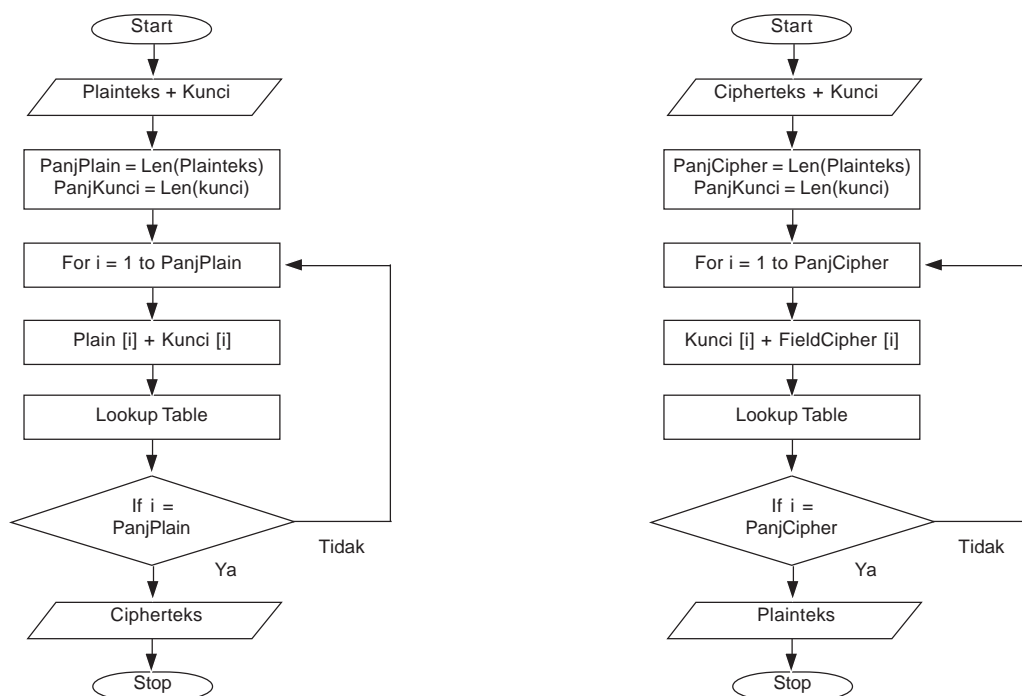 Start
Plainteks + Kunci
PanjPlain = Len(Plainteks)
PanjKunci = Len(kunci)
For i = 1 to PanjPlain
Plain [i] + Kunci [i]
Lookup Table
If i =
PanjPlain
Tidak
Ya
Cipherteks
Stop
Start
Cipherteks + Kunci
PanjCipher = Len(Plainteks)
PanjKunci = Len(kunci)
For i = 1 to PanjCipher
Kunci [i] + FieldCipher [i]
Lookup Table
If i =
PanjCipher
Tidak
Ya
Plainteks
Stop